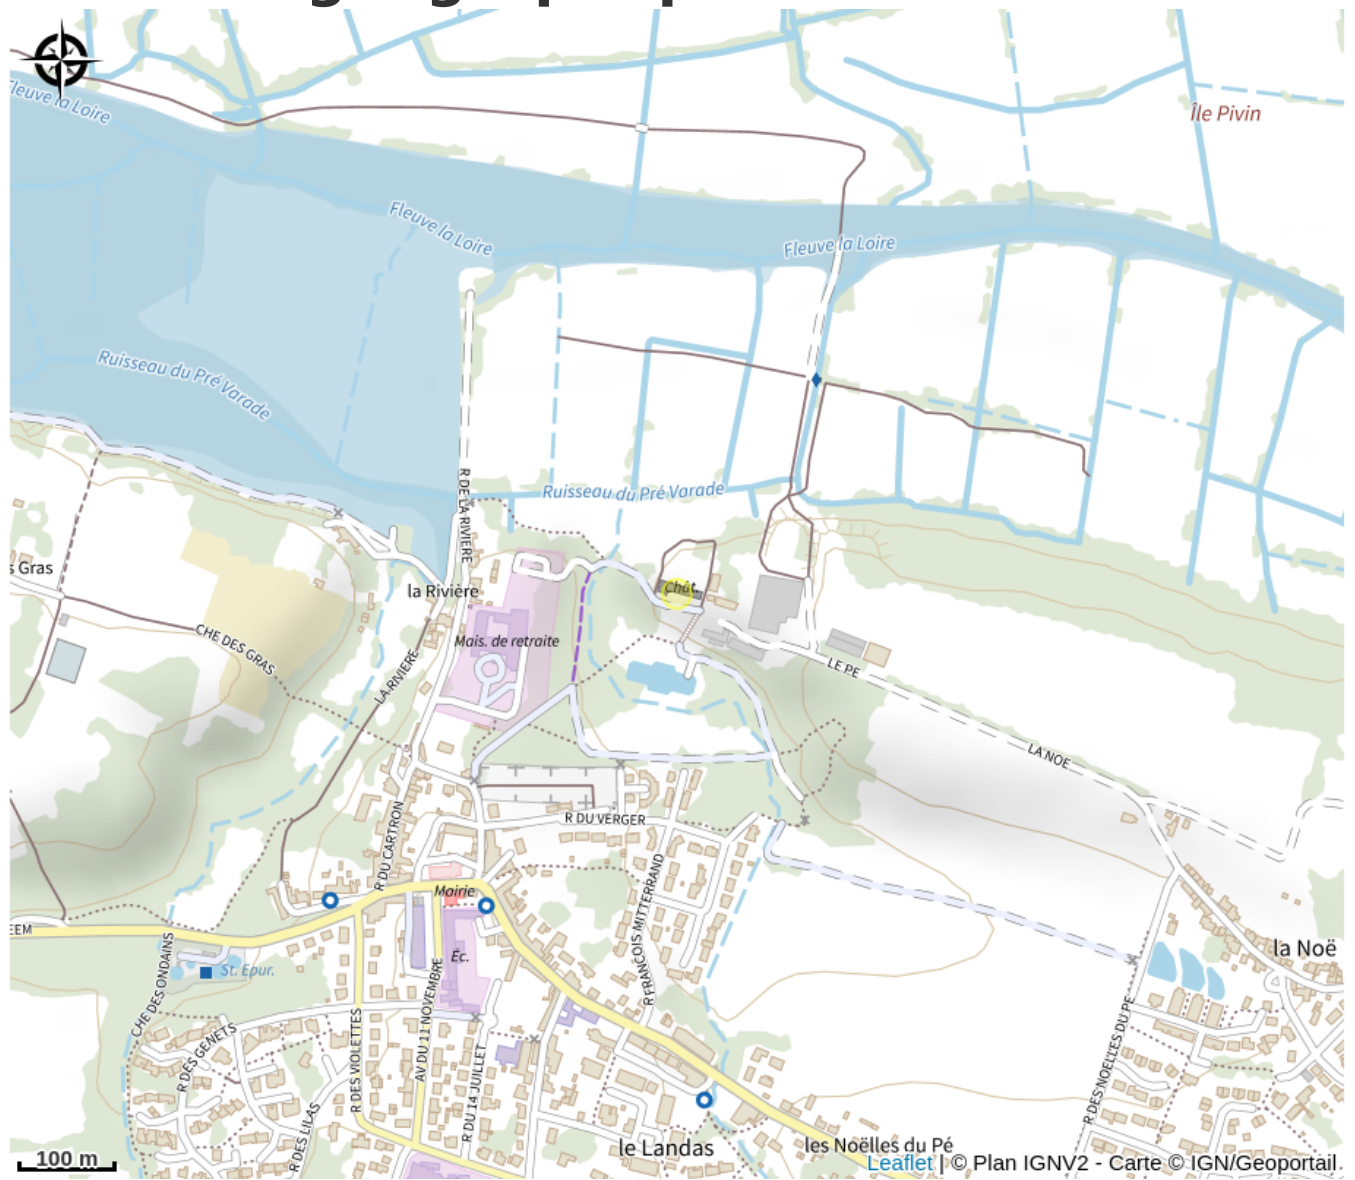 Fleuve la Loire
Île Pivin
Fleuve la Loire
Fleuve la Loire
Ruisseau du Pré Varade
Ruisseau du Pré Varade
R DE LA RIVIERE
s Gras
la Rivière
Chât.
CHE DES GRAS
Mais. de retraite
LA RIVIERE
LE PE
LA NOE
R DU VERGER
R DU CARTRON
R FRANCOIS MITTERRAND
Mairie
EEM
Ec.
la Noë
CHE DES ONDAINS
St. Epur.
R DES GENETS
R DES VIOLETTES
AV DU 11 NOVEMBRE
R DU 14 JUILLET
R DES NOELLES DU PE
R DES LILAS
le Landas
les Noëlles du Pé
100 m
Leaflet | © Plan IGNV2 - Carte © IGN/Geoportail